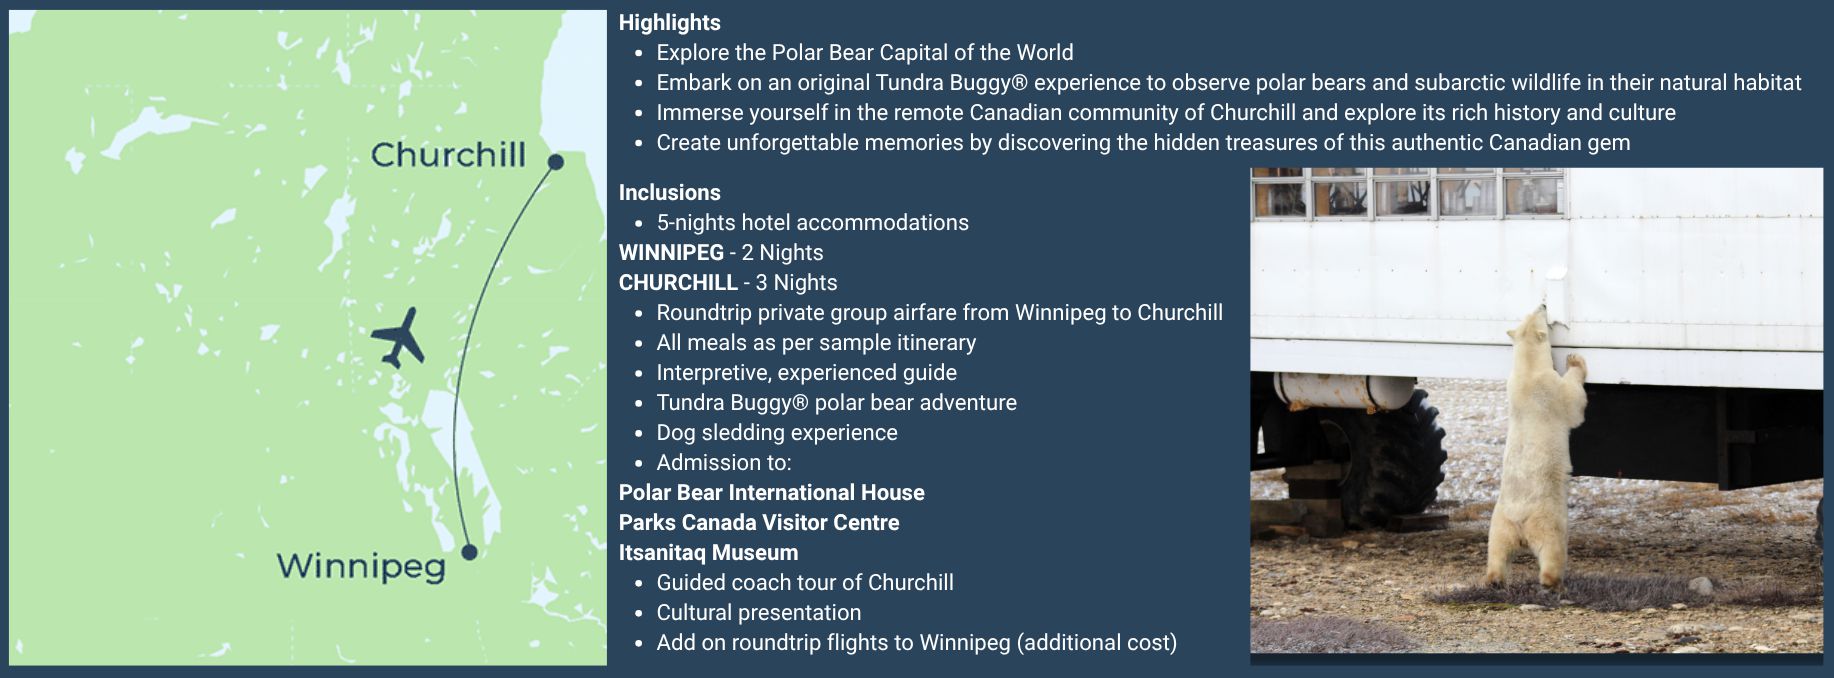 Churchill
Winnipeg
Highlights
• Explore the Polar Bear Capital of the World
• Embark on an original Tundra Buggy® experience to observe polar bears and subarctic wildlife in their natural habitat
• Immerse yourself in the remote Canadian community of Churchill and explore its rich history and culture
• Create unforgettable memories by discovering the hidden treasures of this authentic Canadian gem
Inclusions
• 5-nights hotel accommodations
WINNIPEG - 2 Nights
CHURCHILL - 3 Nights
• Roundtrip private group airfare from Winnipeg to Churchill
• All meals as per sample itinerary
• Interpretive, experienced guide
• Tundra Buggy® polar bear adventure
• Dog sledding experience
• Admission to:
Polar Bear International House
Parks Canada Visitor Centre
Itsanitaq Museum
• Guided coach tour of Churchill
• Cultural presentation
• Add on roundtrip flights to Winnipeg (additional cost)